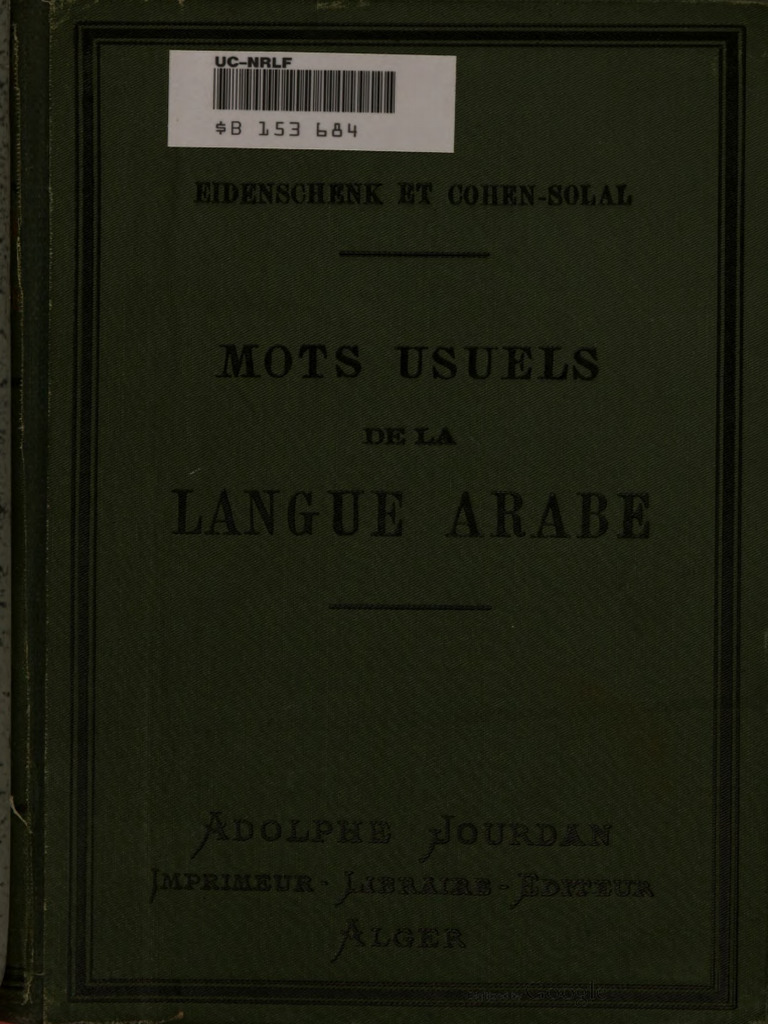 UC-NRLF
$B 153 684
EIDENSCHENK ET COHEN-SOLAL
MOTS USUELS
DE LA
LANGUE ARABE
ADOLPHE JOURDAN
IMPRIMEUR - LIBRAIRE - ÉDITEUR
ALGER